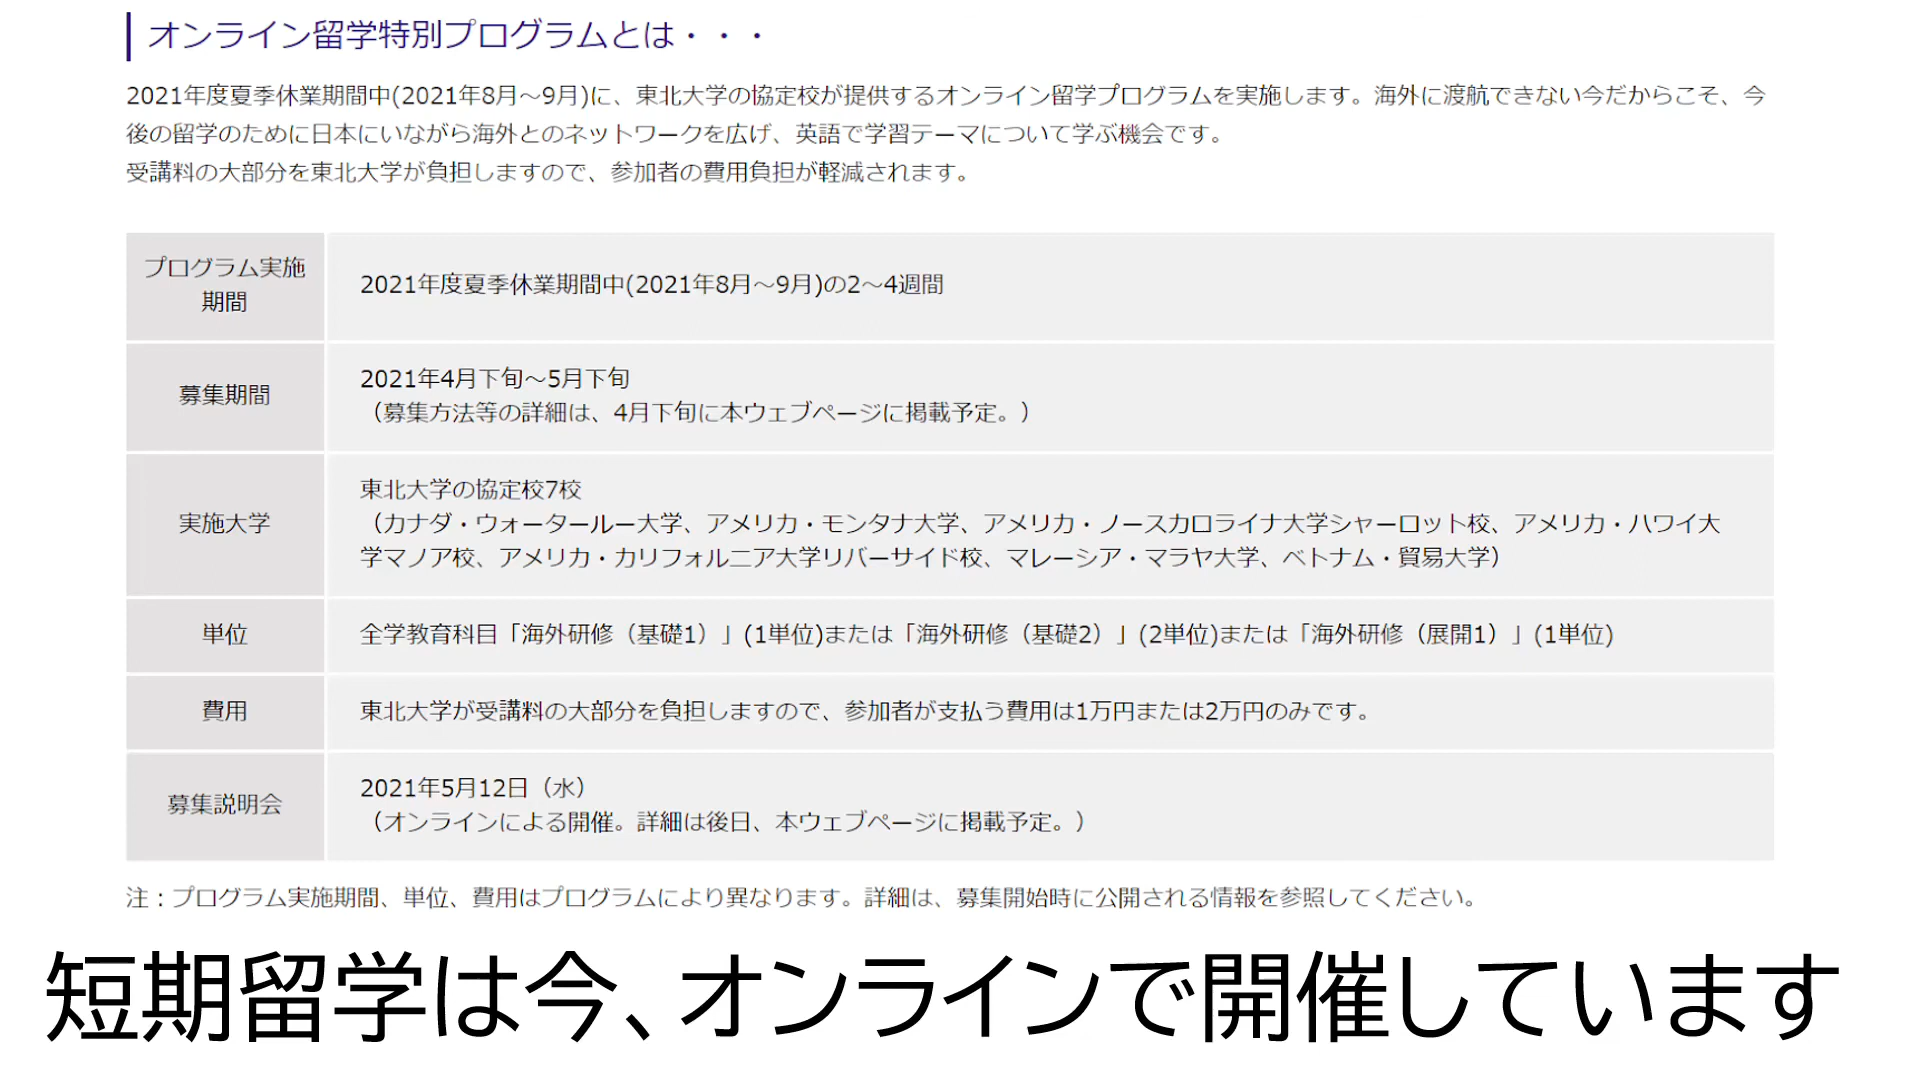 オンライン留学特別プログラムとは・・・
2021年度夏季休業期間中(2021年8月～9月)に、東北大学の協定校が提供するオンライン留学プログラムを実施します。海外に渡航できない今だからこそ、今
後の留学のために日本にいながら海外とのネットワークを広げ、英語で学習テーマについて学ぶ機会です。
受講料の大部分を東北大学が負担しますので、参加者の費用負担が軽減されます。
プログラム実施
期間
2021年度夏季休業期間中(2021年8月～9月)の2～4週間
募集期間
2021年4月下旬～5月下旬
（募集方法等の詳細は、4月下旬に本ウェブページに掲載予定。）
実施大学
東北大学の協定校7校
（カナダ・ウォータールー大学、アメリカ・モンタナ大学、アメリカ・ノースカロライナ大学シャーロット校、アメリカ・ハワイ大
学マノア校、アメリカ・カリフォルニア大学リバーサイド校、マレーシア・マラヤ大学、ベトナム・貿易大学）
単位
全学教育科目「海外研修（基礎1）」(1単位)または「海外研修（基礎2）」(2単位)または「海外研修（展開1）」(1単位)
費用
東北大学が受講料の大部分を負担しますので、参加者が支払う費用は1万円または2万円のみです。
募集説明会
2021年5月12日（水）
（オンラインによる開催。詳細は後日、本ウェブページに掲載予定。）
注：プログラム実施期間、単位、費用はプログラムにより異なります。詳細は、募集開始時に公開される情報を参照してください。
短期留学は今、オンラインで開催しています